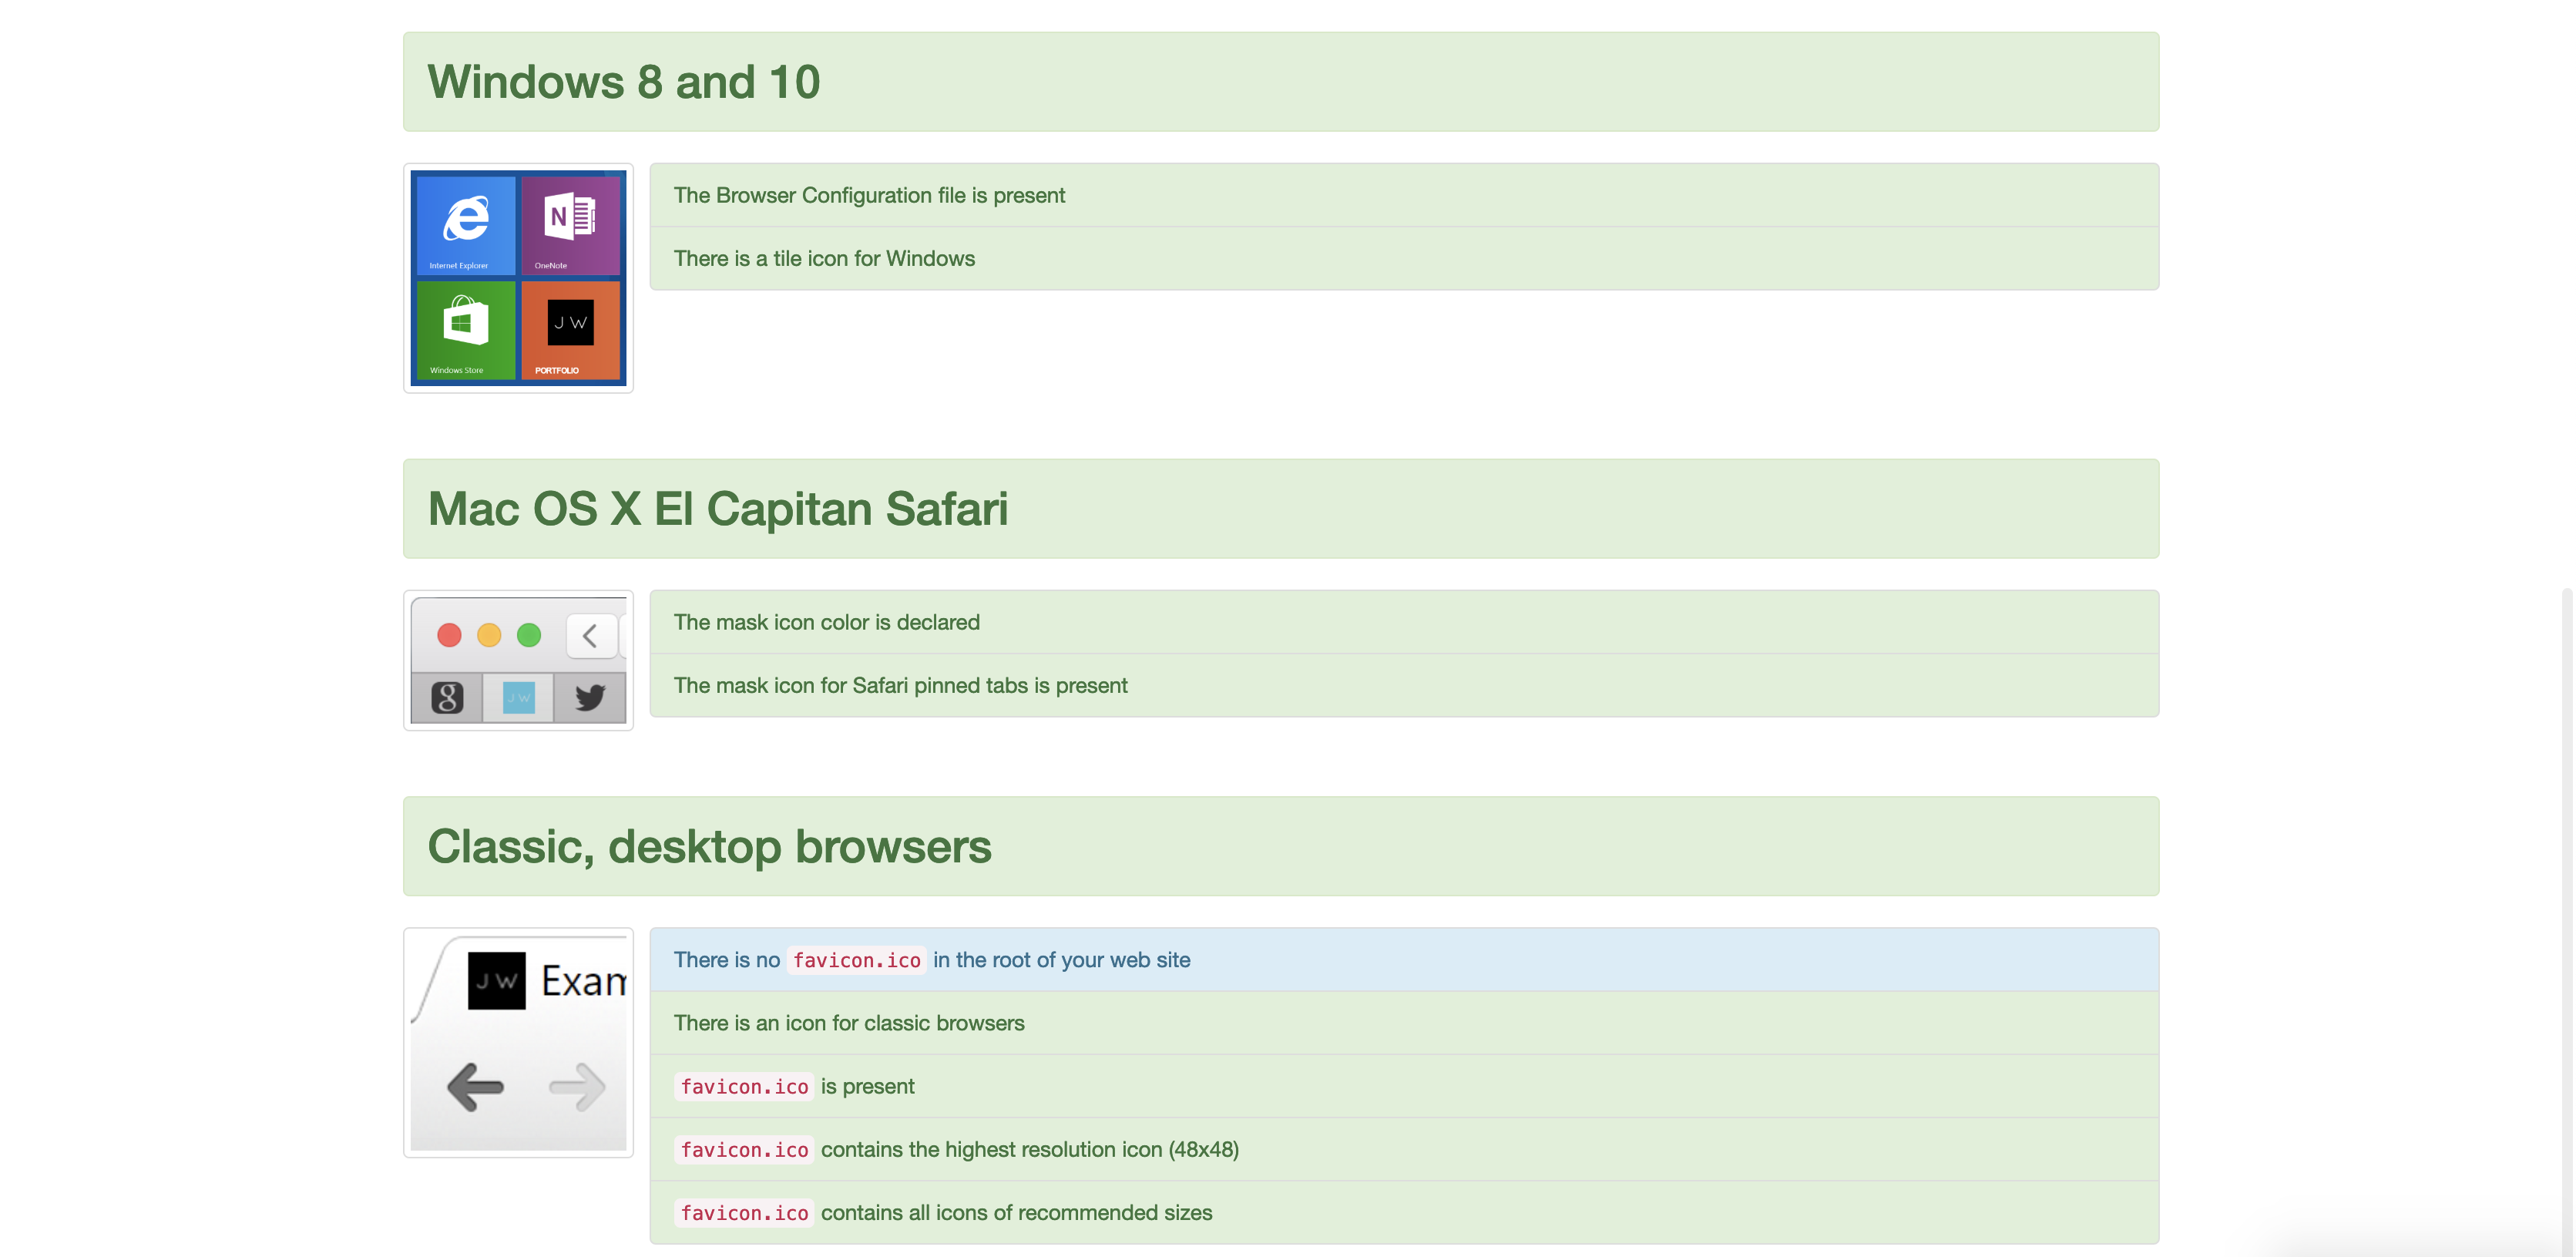 Windows 8 and 10
Internet Explorer
OneNote
Windows Store
J W
PORTFOLIO
The Browser Configuration file is present
There is a tile icon for Windows
Mac OS X El Capitan Safari
g
J W
The mask icon color is declared
The mask icon for Safari pinned tabs is present
Classic, desktop browsers
J W Exam
There is no favicon.ico in the root of your web site
There is an icon for classic browsers
favicon.ico is present
favicon.ico contains the highest resolution icon (48x48)
favicon.ico contains all icons of recommended sizes